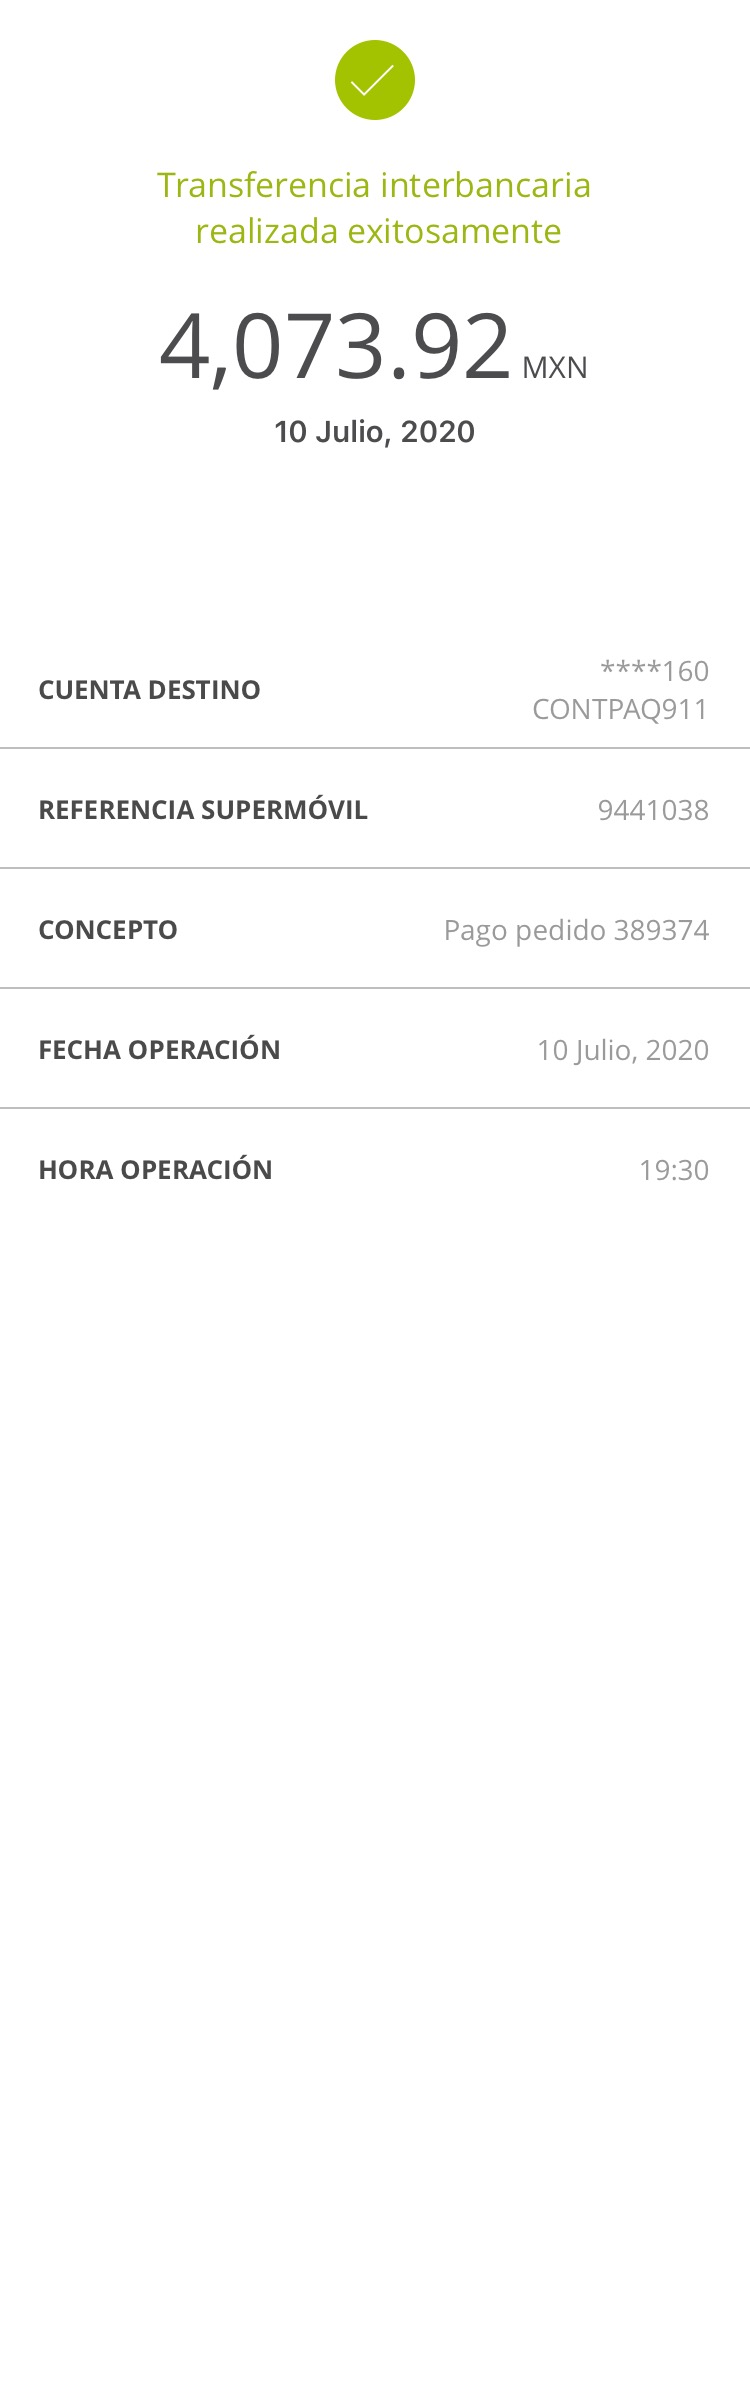 Transferencia interbancaria
realizada exitosamente
4,073.92 MXN
10 Julio, 2020
CUENTA DESTINO
****160
CONTPAQ911
REFERENCIA SUPERMÓVIL 9441038
CONCEPTO Pago pedido 389374
FECHA OPERACIÓN 10 Julio, 2020
HORA OPERACIÓN 19:30